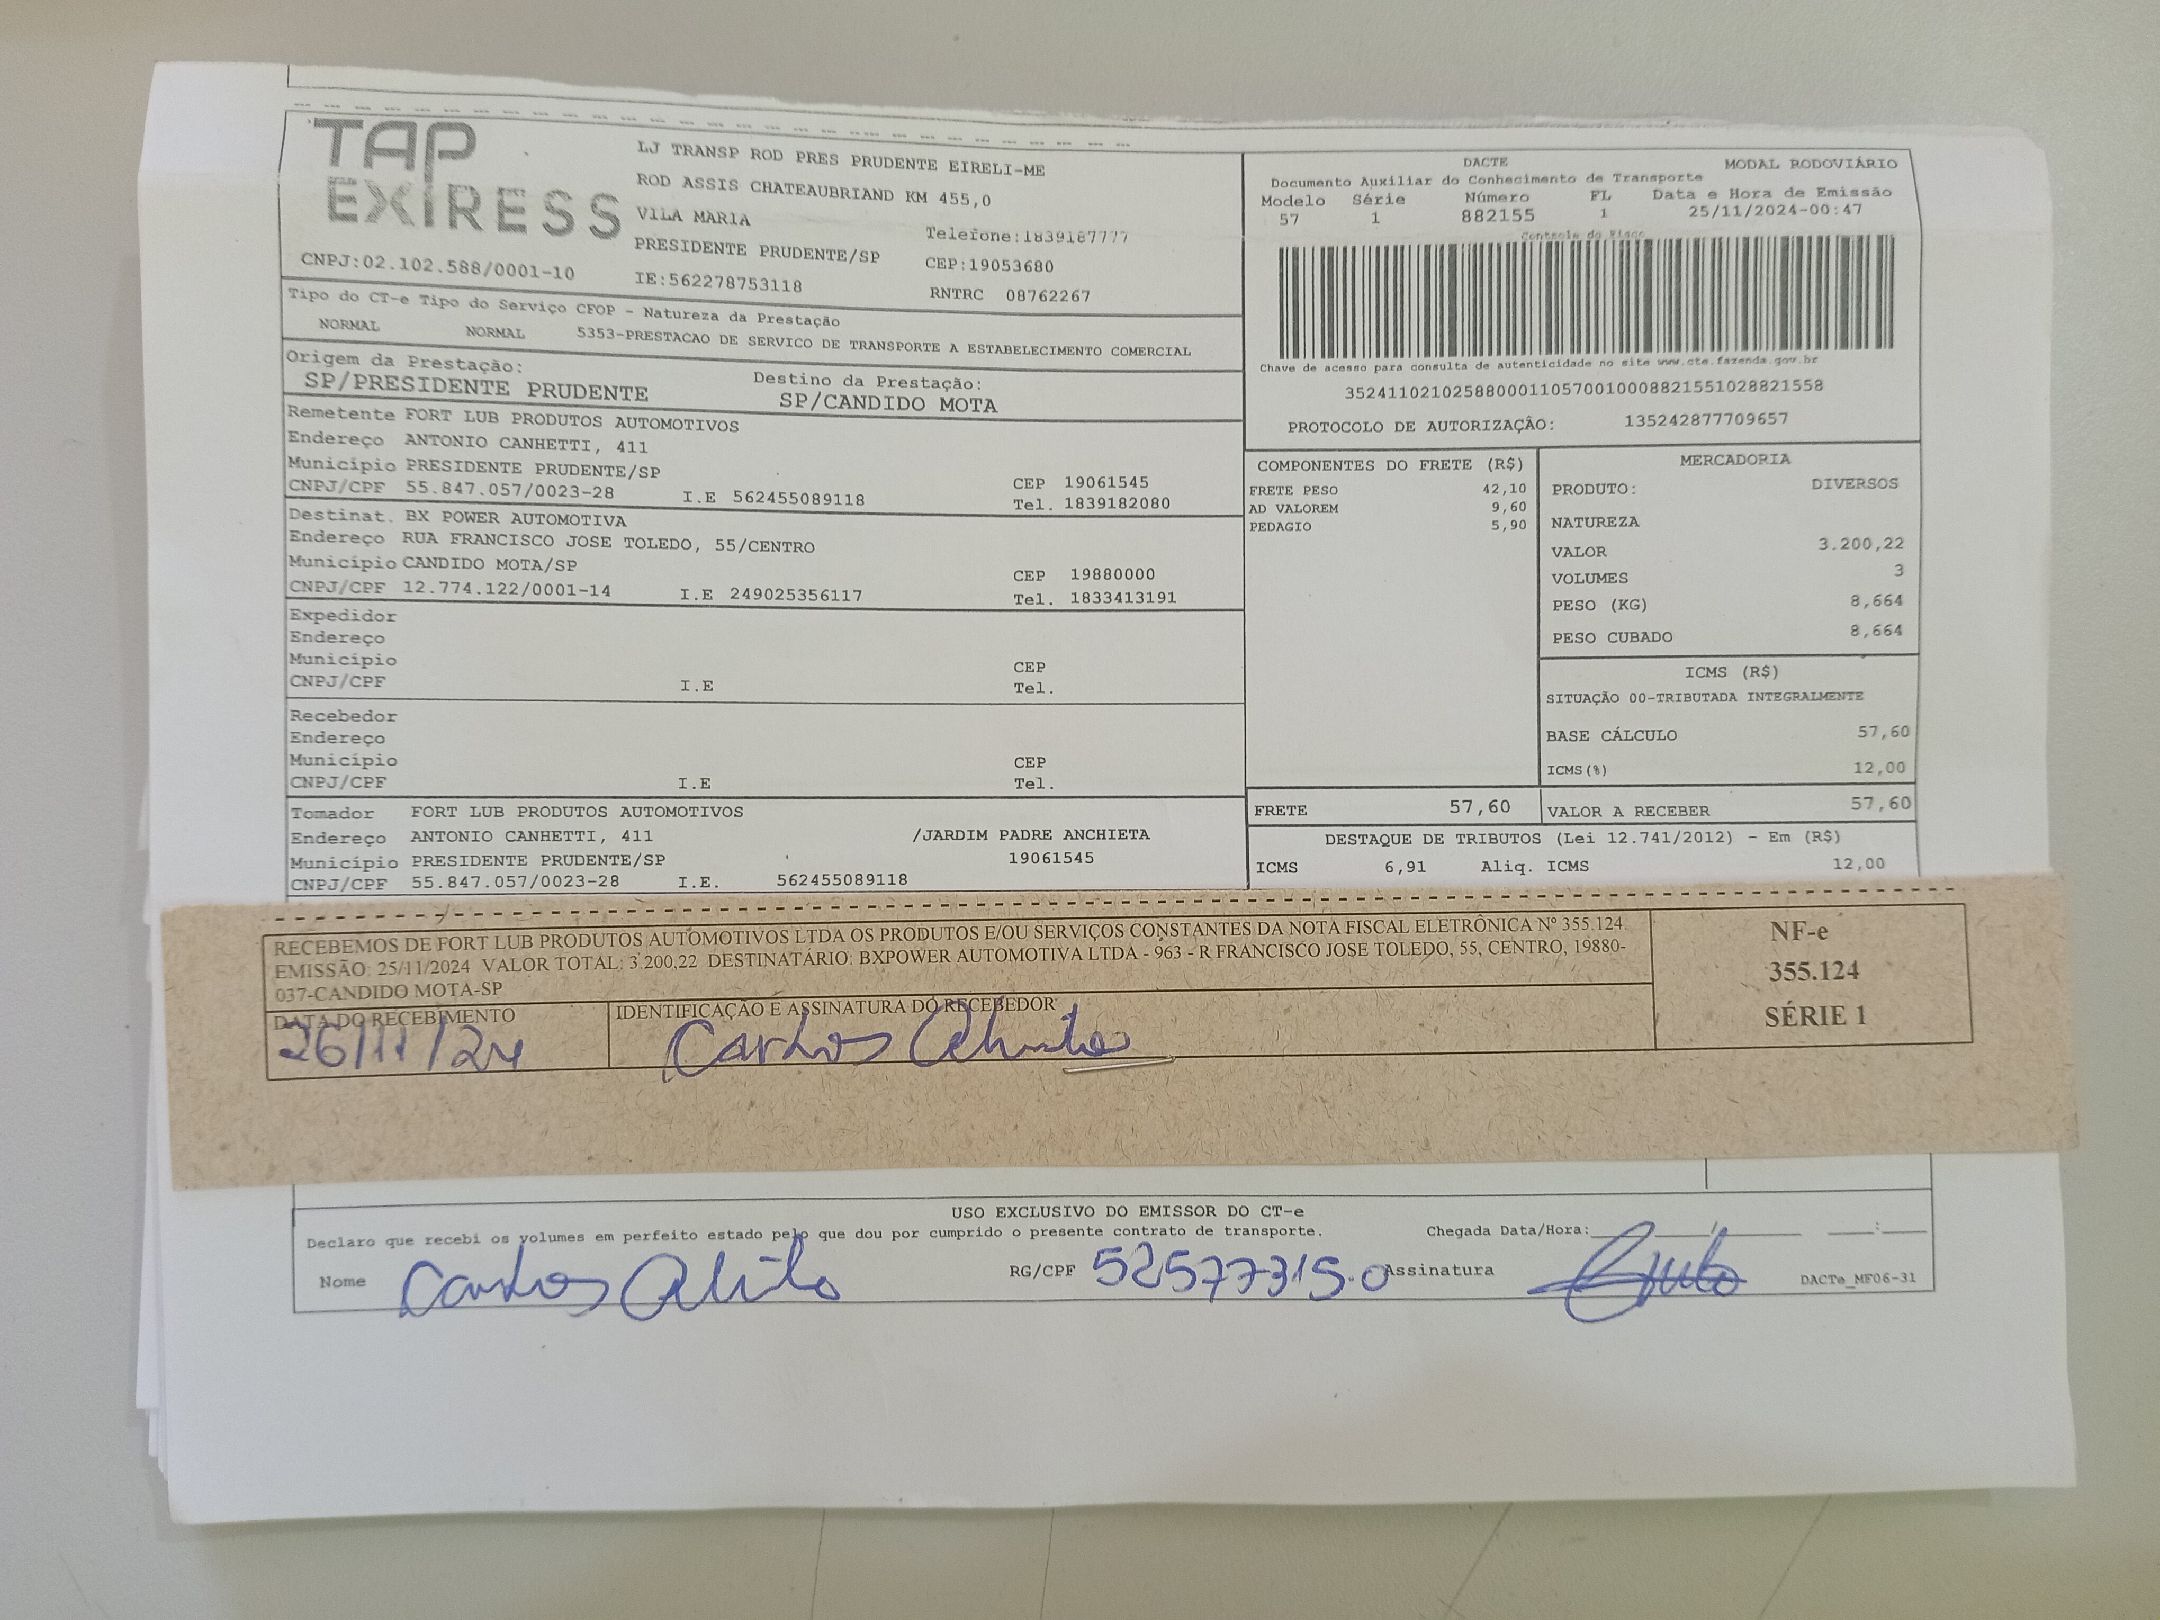 TAP
EXIRESS
CNPJ:02.102.588/0001-10
LJ TRANSP ROD PRES PRUDENTE EIRELI-ME
ROD ASSIS CHATEAUBRIAND KM 455,0
VILA MARIA
Telefone:1839187777
PRESIDENTE PRUDENTE/SP CEP:19053680
IE:562278753118 RNTRC 08762267
DACTE MODAL RODOVIÁRIO
Documento Auxiliar do Conhecimento de Transporte
Modelo Série Número FL Data e Hora de Emissão
57 1 882155 1 25/11/2024-00:47
Controle do Fisco
Chave de acesso para consulta de autenticidade no site www.cte.fazenda.gov.br
35241102102588000110570010008821551028821558
PROTOCOLO DE AUTORIZAÇÃO: 135242877709657
Tipo do CT-e Tipo do Serviço CFOP - Natureza da Prestação
NORMAL NORMAL 5353-PRESTACAO DE SERVICO DE TRANSPORTE A ESTABELECIMENTO COMERCIAL
Origem da Prestação: Destino da Prestação:
SP/PRESIDENTE PRUDENTE SP/CANDIDO MOTA
Remetente FORT LUB PRODUTOS AUTOMOTIVOS
Endereço ANTONIO CANHETTI, 411
Município PRESIDENTE PRUDENTE/SP CEP 19061545
CNPJ/CPF 55.847.057/0023-28 I.E 562455089118 Tel. 1839182080
Destinat. BX POWER AUTOMOTIVA
Endereço RUA FRANCISCO JOSE TOLEDO, 55/CENTRO
Município CANDIDO MOTA/SP CEP 19880000
CNPJ/CPF 12.774.122/0001-14 I.E 249025356117 Tel. 1833413191
Expedidor
Endereço
Município CEP
CNPJ/CPF I.E Tel.
Recebedor
Endereço
Município CEP
CNPJ/CPF I.E Tel.
Tomador FORT LUB PRODUTOS AUTOMOTIVOS
Endereço ANTONIO CANHETTI, 411 /JARDIM PADRE ANCHIETA
Município PRESIDENTE PRUDENTE/SP 19061545
CNPJ/CPF 55.847.057/0023-28 I.E. 562455089118
COMPONENTES DO FRETE (R$)
FRETE PESO 42,10
AD VALOREM 9,60
PEDAGIO 5,90
MERCADORIA
PRODUTO: DIVERSOS
NATUREZA
VALOR 3.200,22
VOLUMES 3
PESO (KG) 8,664
PESO CUBADO 8,664
ICMS (R$)
SITUAÇÃO 00-TRIBUTADA INTEGRALMENTE
BASE CÁLCULO 57,60
ICMS(%) 12,00
FRETE 57,60 VALOR A RECEBER 57,60
DESTAQUE DE TRIBUTOS (Lei 12.741/2012) - Em (R$)
ICMS 6,91 Aliq. ICMS 12,00
RECEBEMOS DE FORT LUB PRODUTOS AUTOMOTIVOS LTDA OS PRODUTOS E/OU SERVIÇOS CONSTANTES DA NOTA FISCAL ELETRÔNICA Nº 355.124.
EMISSÃO: 25/11/2024 VALOR TOTAL: 3.200,22 DESTINATÁRIO: BXPOWER AUTOMOTIVA LTDA - 963 - R FRANCISCO JOSE TOLEDO, 55, CENTRO, 19880-
037-CANDIDO MOTA-SP
DATA DO RECEBIMENTO IDENTIFICAÇÃO E ASSINATURA DO RECEBEDOR
26/11/24 Carlos
NF-e
355.124
SÉRIE 1
USO EXCLUSIVO DO EMISSOR DO CT-e
Declaro que recebi os volumes em perfeito estado pelo que dou por cumprido o presente contrato de transporte. Chegada Data/Hora:
Nome Carlos RG/CPF 52577315.0 Assinatura DACTe_MF06-31